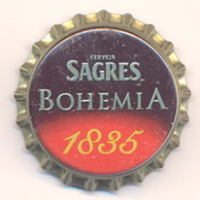 CERVEJA
SAGRES
BOHEMIA
1835